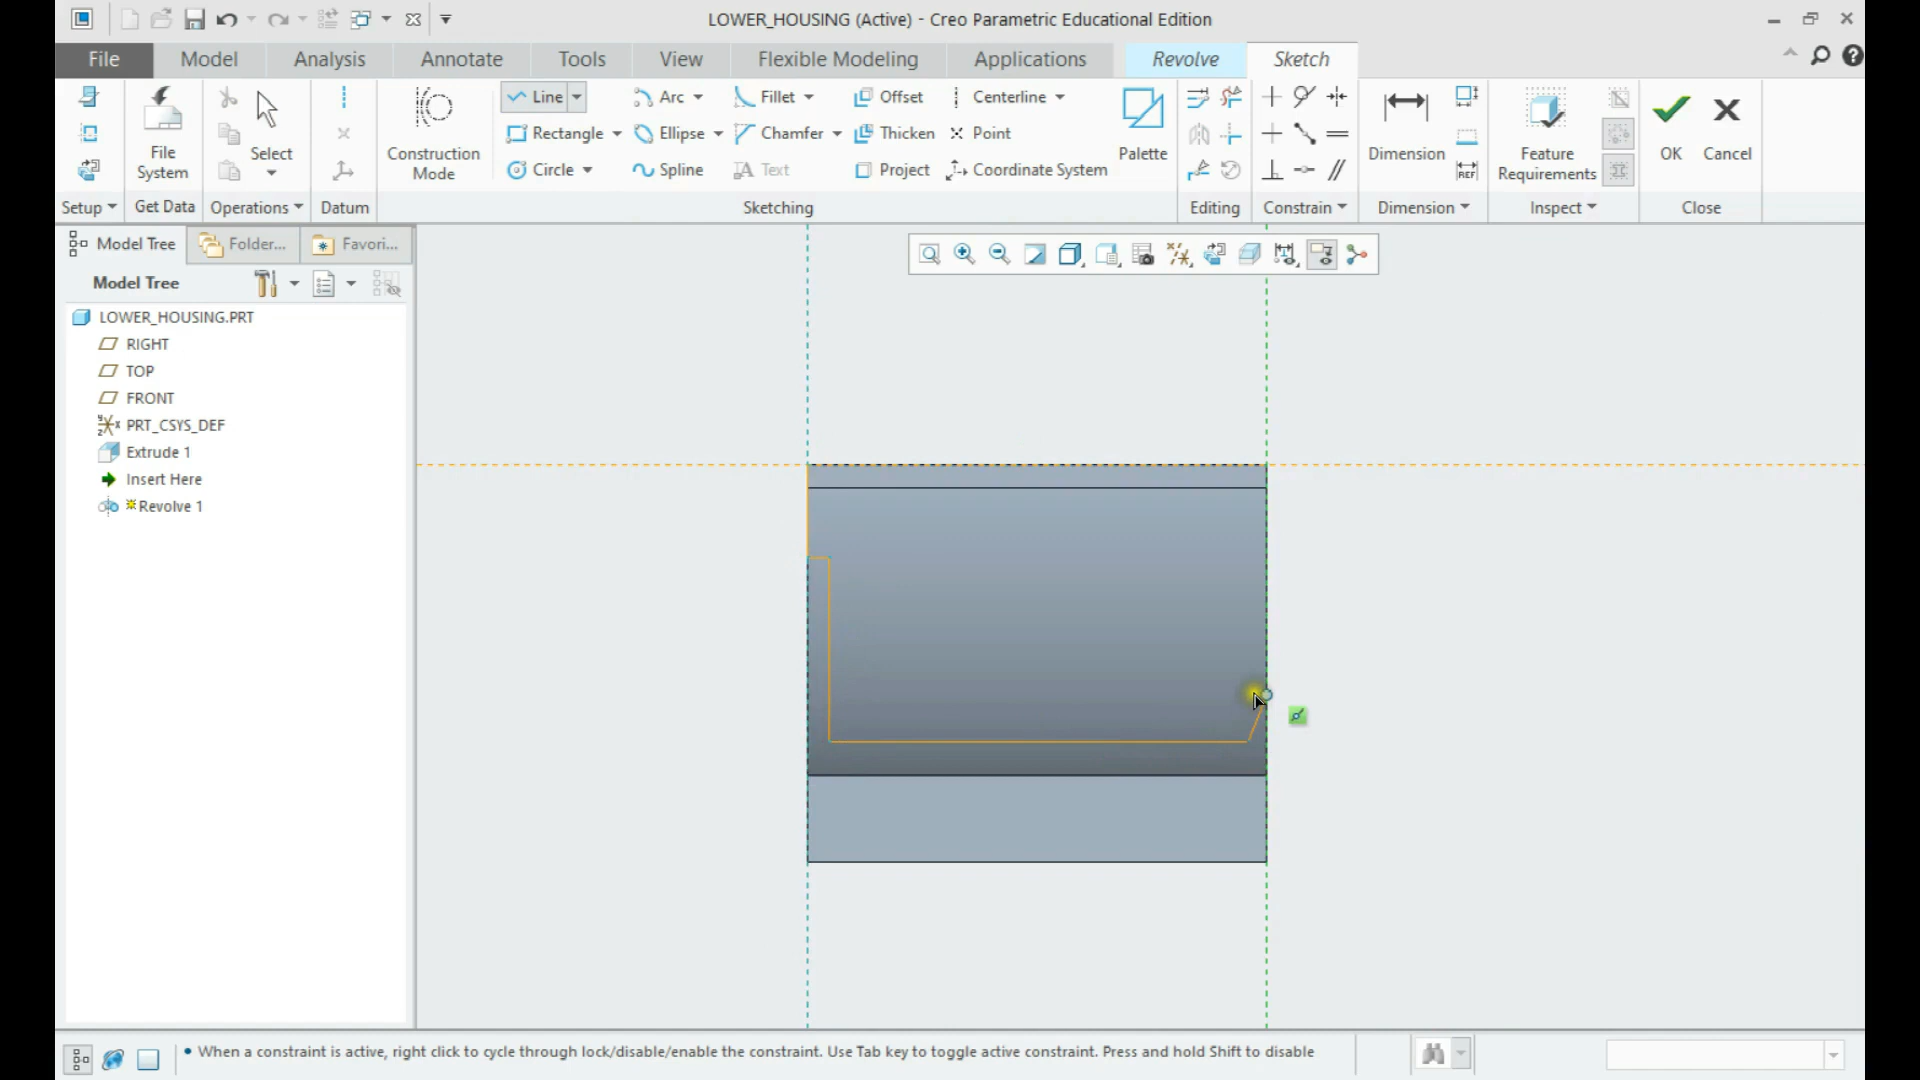 LOWER_HOUSING (Active) - Creo Parametric Educational Edition
File Model Analysis Annotate Tools View Flexible Modeling Applications Revolve Sketch
Line Arc Fillet Offset Centerline
Rectangle Ellipse Chamfer Thicken Point
Circle Spline Text Project Coordinate System
File System
Select
Construction Mode
Palette
Dimension
REF
Feature Requirements
OK
Cancel
Setup Get Data Operations Datum Sketching Editing Constrain Dimension Inspect Close
Model Tree Folder... Favori...
Model Tree
LOWER_HOUSING.PRT
RIGHT
TOP
FRONT
PRT_CSYS_DEF
Extrude 1
Insert Here
Revolve 1
• When a constraint is active, right click to cycle through lock/disable/enable the constraint. Use Tab key to toggle active constraint. Press and hold Shift to disable